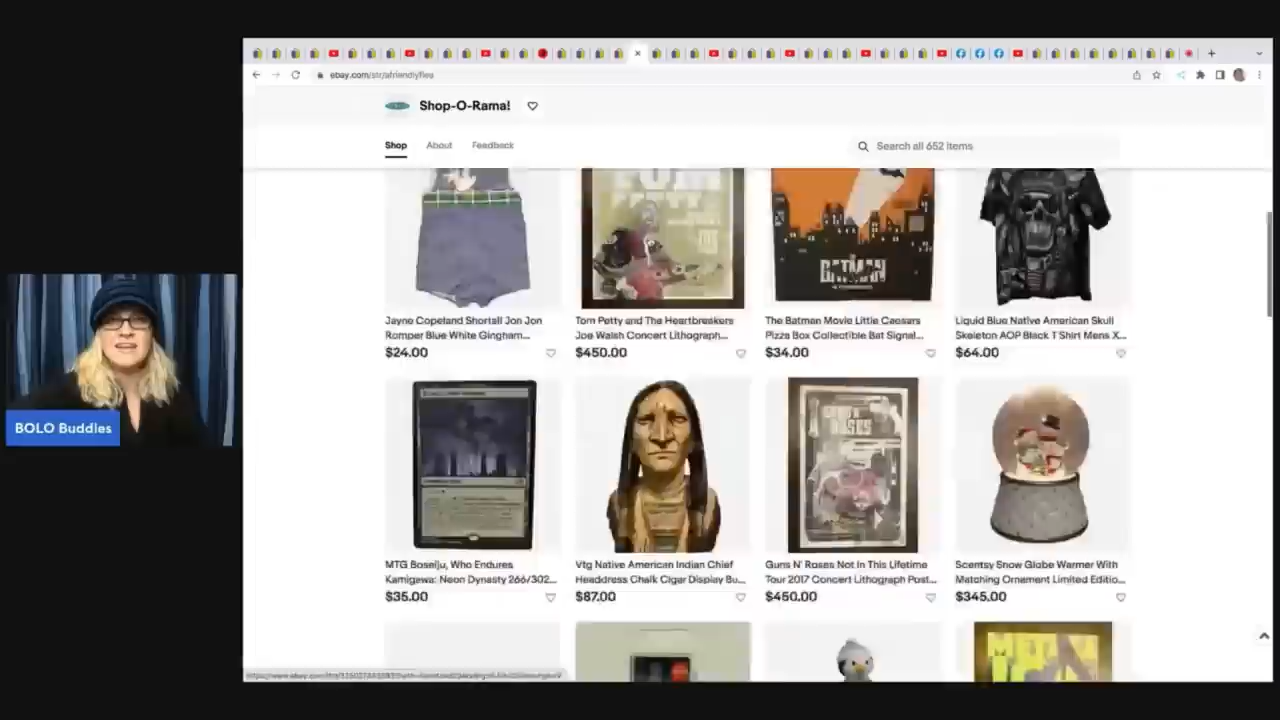 ebay.com/str/afriendlyflea
Shop-O-Rama!
Shop About Feedback
Search all 652 items
BATMAN
Jayne Copeland Shortall Jon Jon
Romper Blue White Gingham...
$24.00
Tom Petty and The Heartbreakers
Joe Walsh Concert Lithograph...
$450.00
The Batman Movie Little Caesars
Pizza Box Collectible Bat Signal...
$34.00
Liquid Blue Native American Skull
Skeleton AOP Black T Shirt Mens X...
$64.00
BOLO Buddies
MTG Boseiju, Who Endures
Kamigawa: Neon Dynasty 266/302...
$35.00
Vtg Native American Indian Chief
Headdress Chalk Cigar Display Bu...
$87.00
Guns N' Roses Not In This Lifetime
Tour 2017 Concert Lithograph Post...
$450.00
Scentsy Snow Globe Warmer With
Matching Ornament Limited Editio...
$345.00